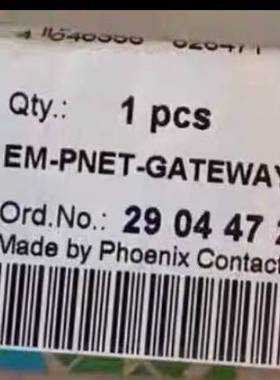 Qty.: 1 pcs
EM-PNET-GATEWAY
Ord.No.: 29 04 47
Made by Phoenix Contact